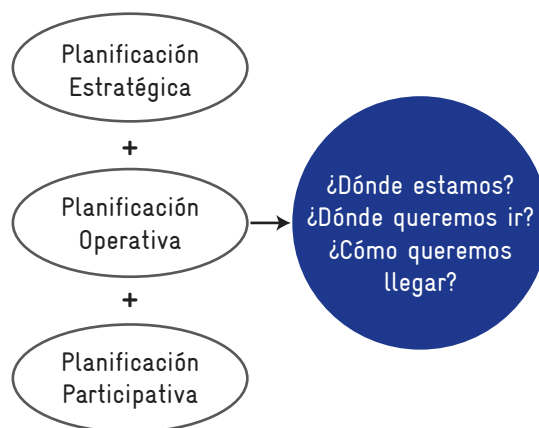 Planificación
Estratégica
+
Planificación
Operativa
+
Planificación
Participativa
¿Dónde estamos?
¿Dónde queremos ir?
¿Cómo queremos
llegar?